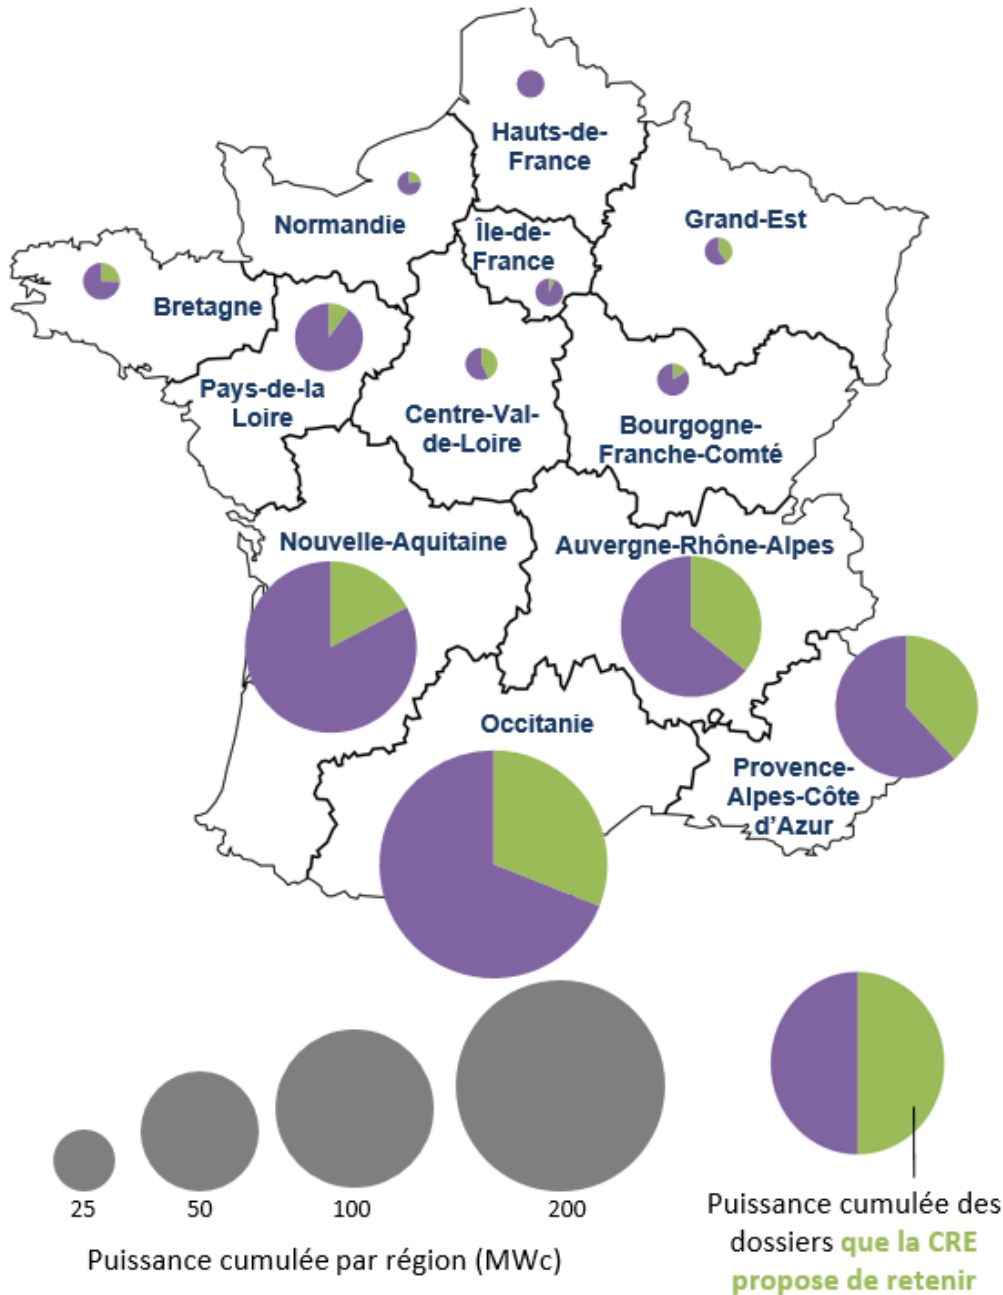 Hauts-de-
France
Normandie
Île-de-
France
Grand-Est
Bretagne
Pays-de-la
Loire
Centre-Val-
de-Loire
Bourgogne-
Franche-Comté
Nouvelle-Aquitaine
Auvergne-Rhône-Alpes
Occitanie
Provence-
Alpes-Côte
d’Azur
25 50 100 200
Puissance cumulée par région (MWc)
Puissance cumulée des
dossiers que la CRE
propose de retenir